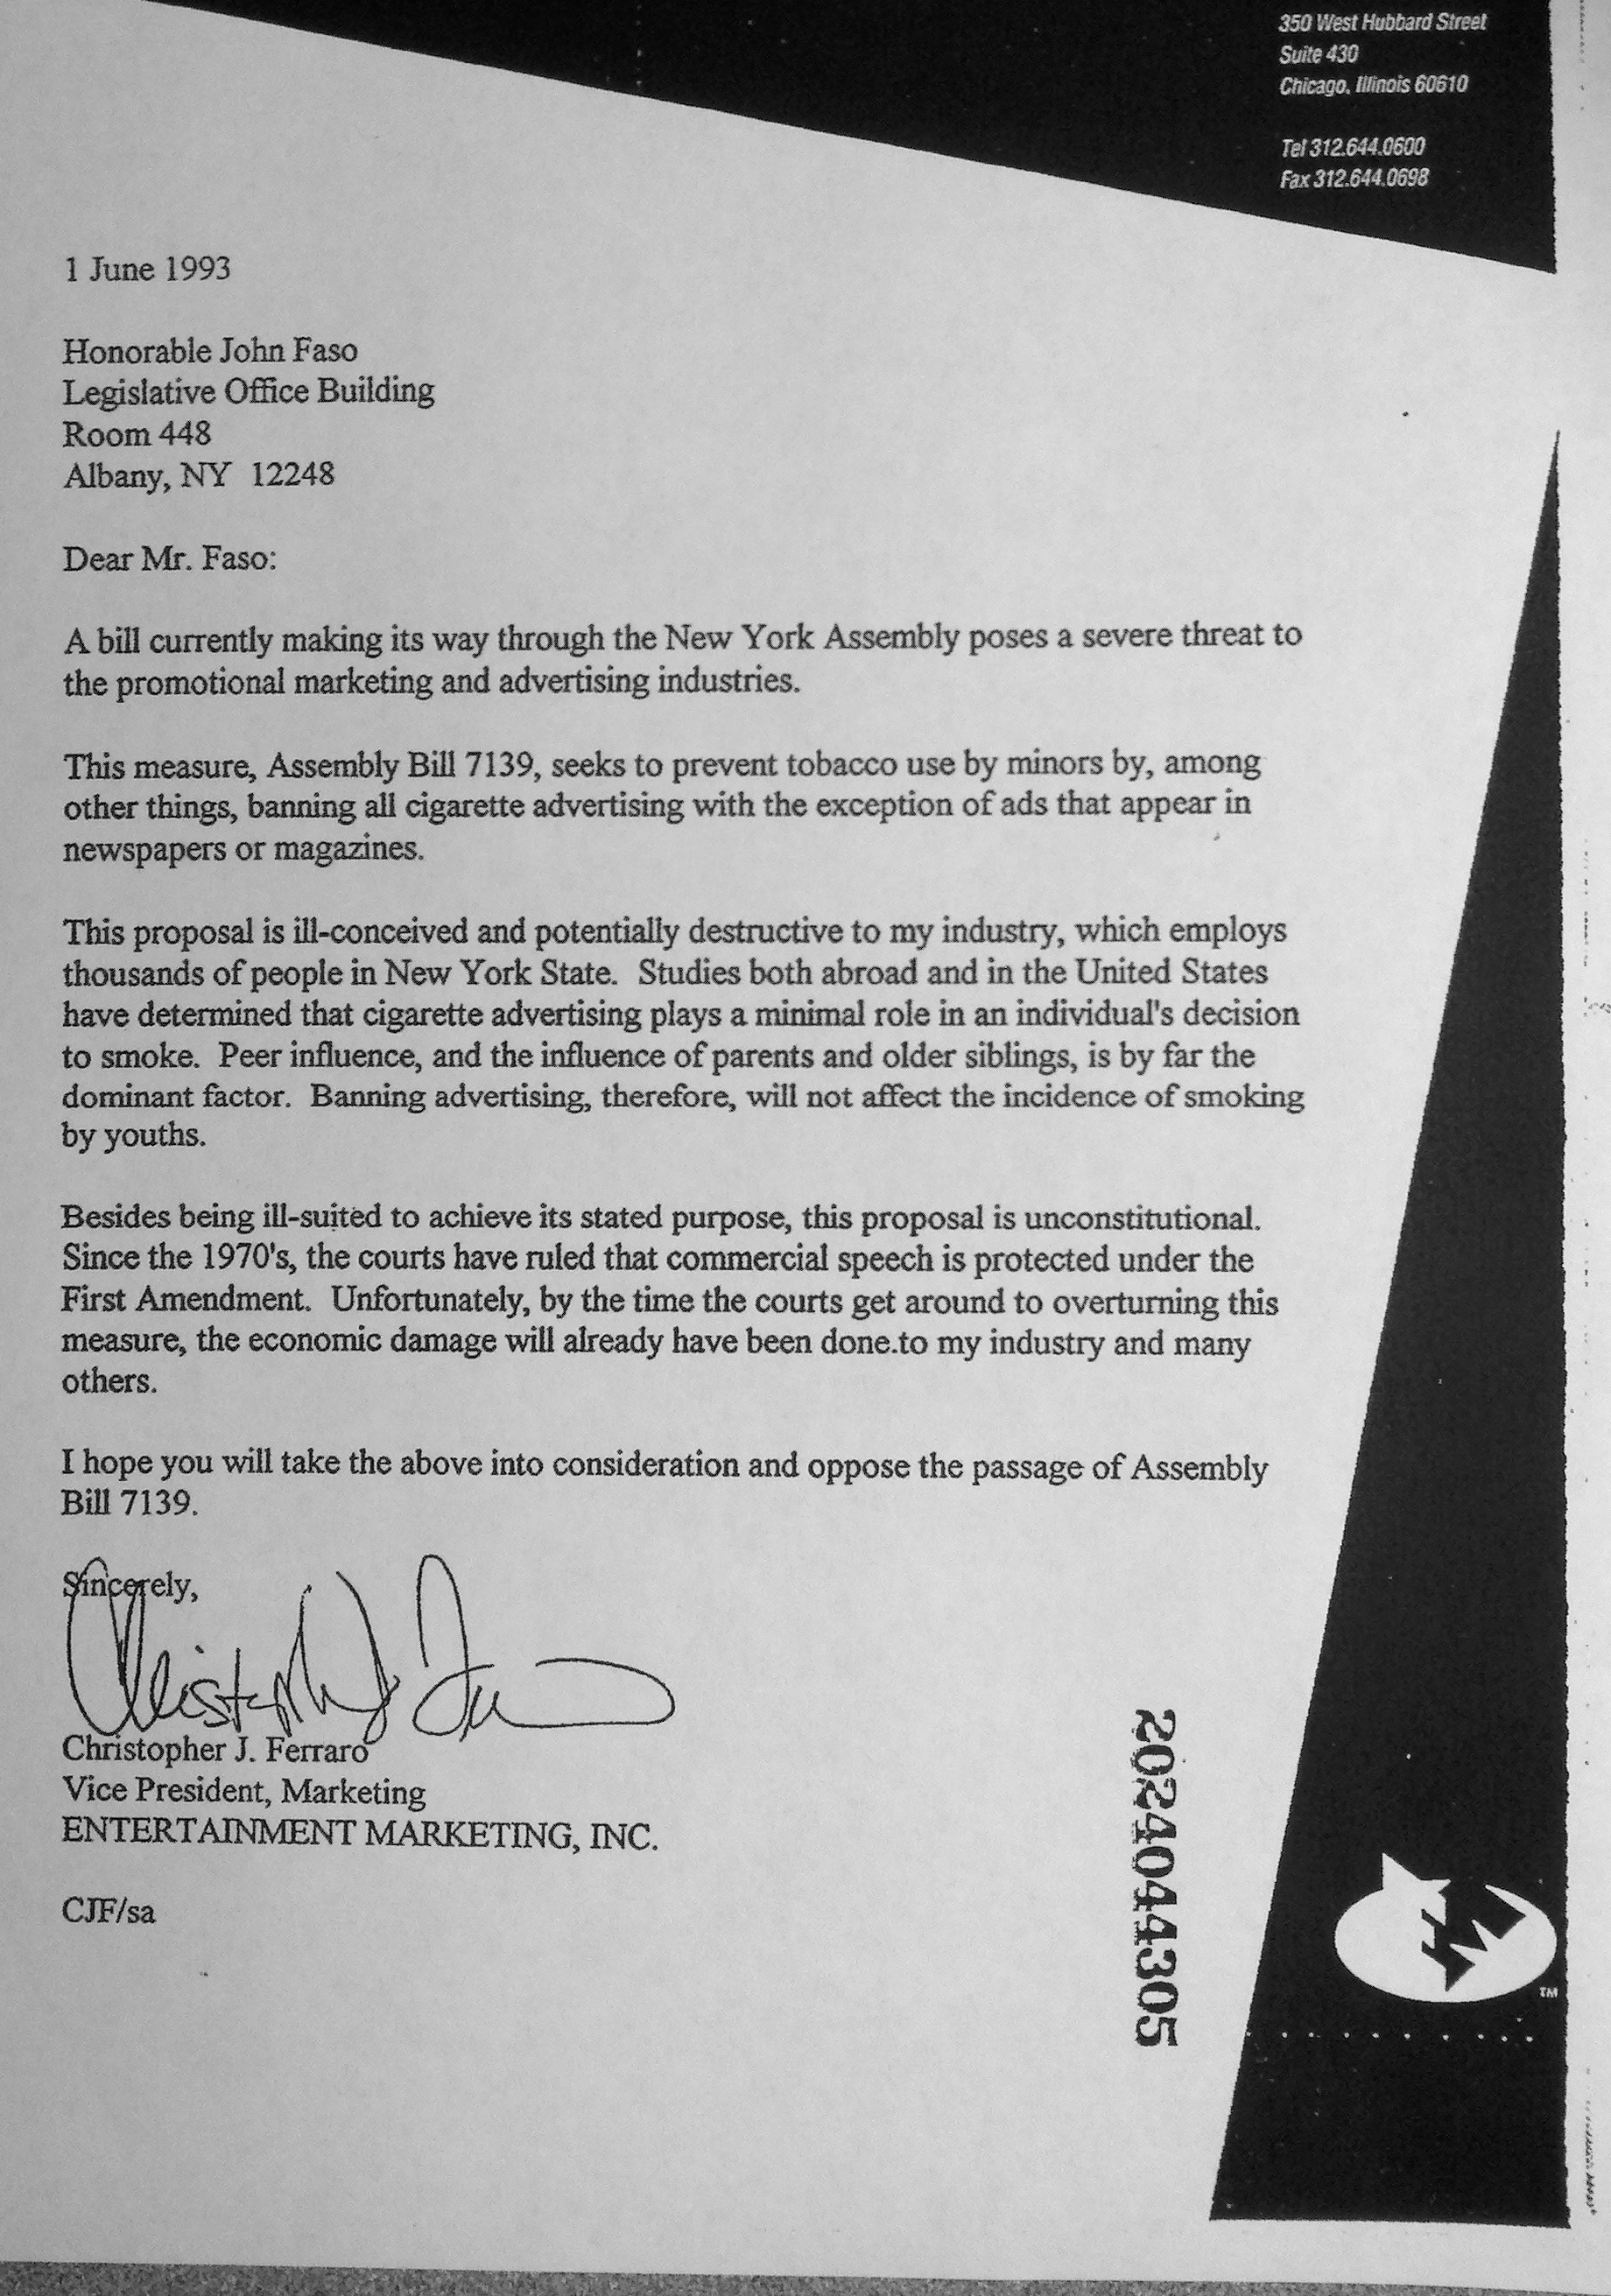 350 West Hubbard Street
Suite 430
Chicago, Illinois 60610
Tel 312.644.0600
Fax 312.644.0698
1 June 1993
Honorable John Faso
Legislative Office Building
Room 448
Albany, NY  12248
Dear Mr. Faso:
A bill currently making its way through the New York Assembly poses a severe threat to
the promotional marketing and advertising industries.
This measure, Assembly Bill 7139, seeks to prevent tobacco use by minors by, among
other things, banning all cigarette advertising with the exception of ads that appear in
newspapers or magazines.
This proposal is ill-conceived and potentially destructive to my industry, which employs
thousands of people in New York State.  Studies both abroad and in the United States
have determined that cigarette advertising plays a minimal role in an individual's decision
to smoke.  Peer influence, and the influence of parents and older siblings, is by far the
dominant factor.  Banning advertising, therefore, will not affect the incidence of smoking
by youths.
Besides being ill-suited to achieve its stated purpose, this proposal is unconstitutional.
Since the 1970's, the courts have ruled that commercial speech is protected under the
First Amendment.  Unfortunately, by the time the courts get around to overturning this
measure, the economic damage will already have been done.to my industry and many
others.
I hope you will take the above into consideration and oppose the passage of Assembly
Bill 7139.
Sincerely,
Christopher J. Ferraro
Vice President, Marketing
ENTERTAINMENT MARKETING, INC.
CJF/sa
2024044305
EM
TM